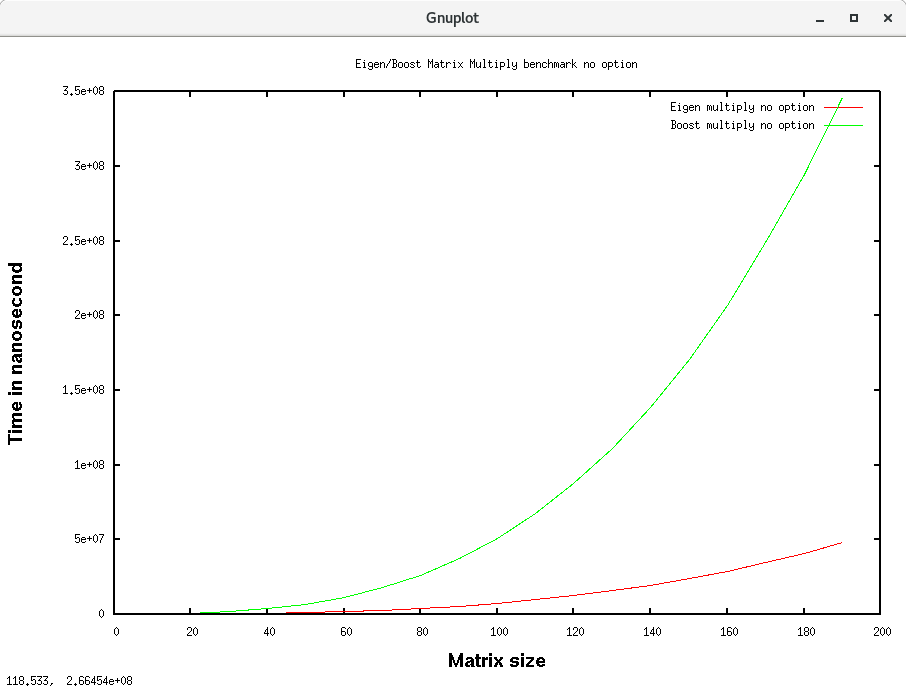 Gnuplot
Eigen/Boost Matrix Multiply benchmark no option
Eigen multiply no option
Boost multiply no option
3.5e+08
3e+08
2.5e+08
2e+08
1.5e+08
1e+08
5e+07
0
Time in nanosecond
0 20 40 60 80 100 120 140 160 180 200
Matrix size
118.533, 2.66454e+08